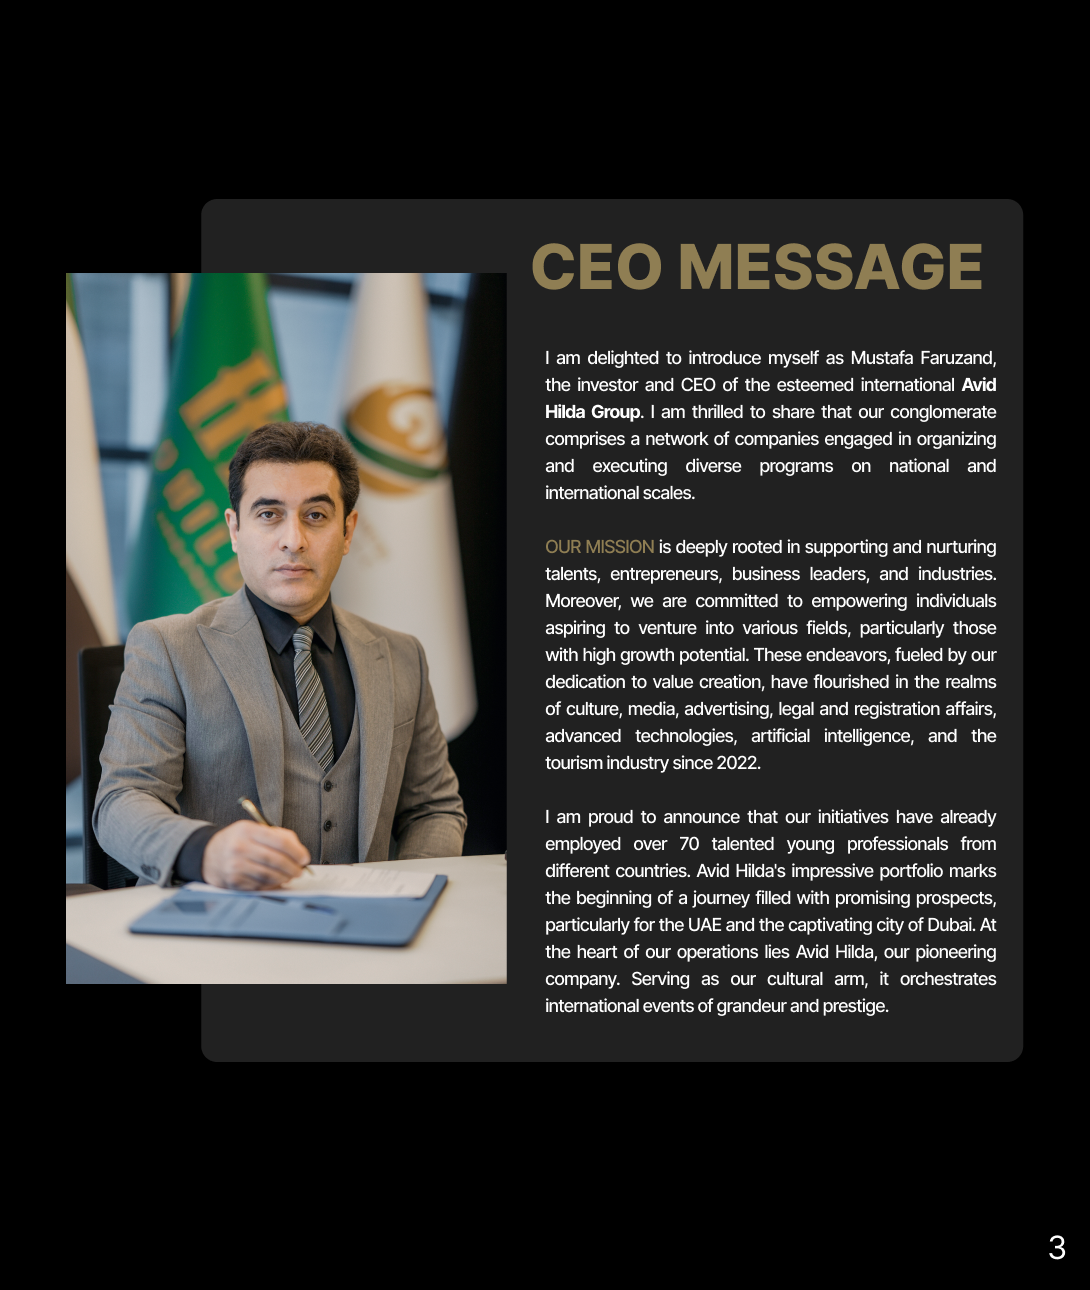 CEO MESSAGE
I am delighted to introduce myself as Mustafa Faruzand,
the investor and CEO of the esteemed international Avid
Hilda Group. I am thrilled to share that our conglomerate
comprises a network of companies engaged in organizing
and executing diverse programs on national and
international scales.
OUR MISSION is deeply rooted in supporting and nurturing
talents, entrepreneurs, business leaders, and industries.
Moreover, we are committed to empowering individuals
aspiring to venture into various fields, particularly those
with high growth potential. These endeavors, fueled by our
dedication to value creation, have flourished in the realms
of culture, media, advertising, legal and registration affairs,
advanced technologies, artificial intelligence, and the
tourism industry since 2022.
I am proud to announce that our initiatives have already
employed over 70 talented young professionals from
different countries. Avid Hilda's impressive portfolio marks
the beginning of a journey filled with promising prospects,
particularly for the UAE and the captivating city of Dubai. At
the heart of our operations lies Avid Hilda, our pioneering
company. Serving as our cultural arm, it orchestrates
international events of grandeur and prestige.
3